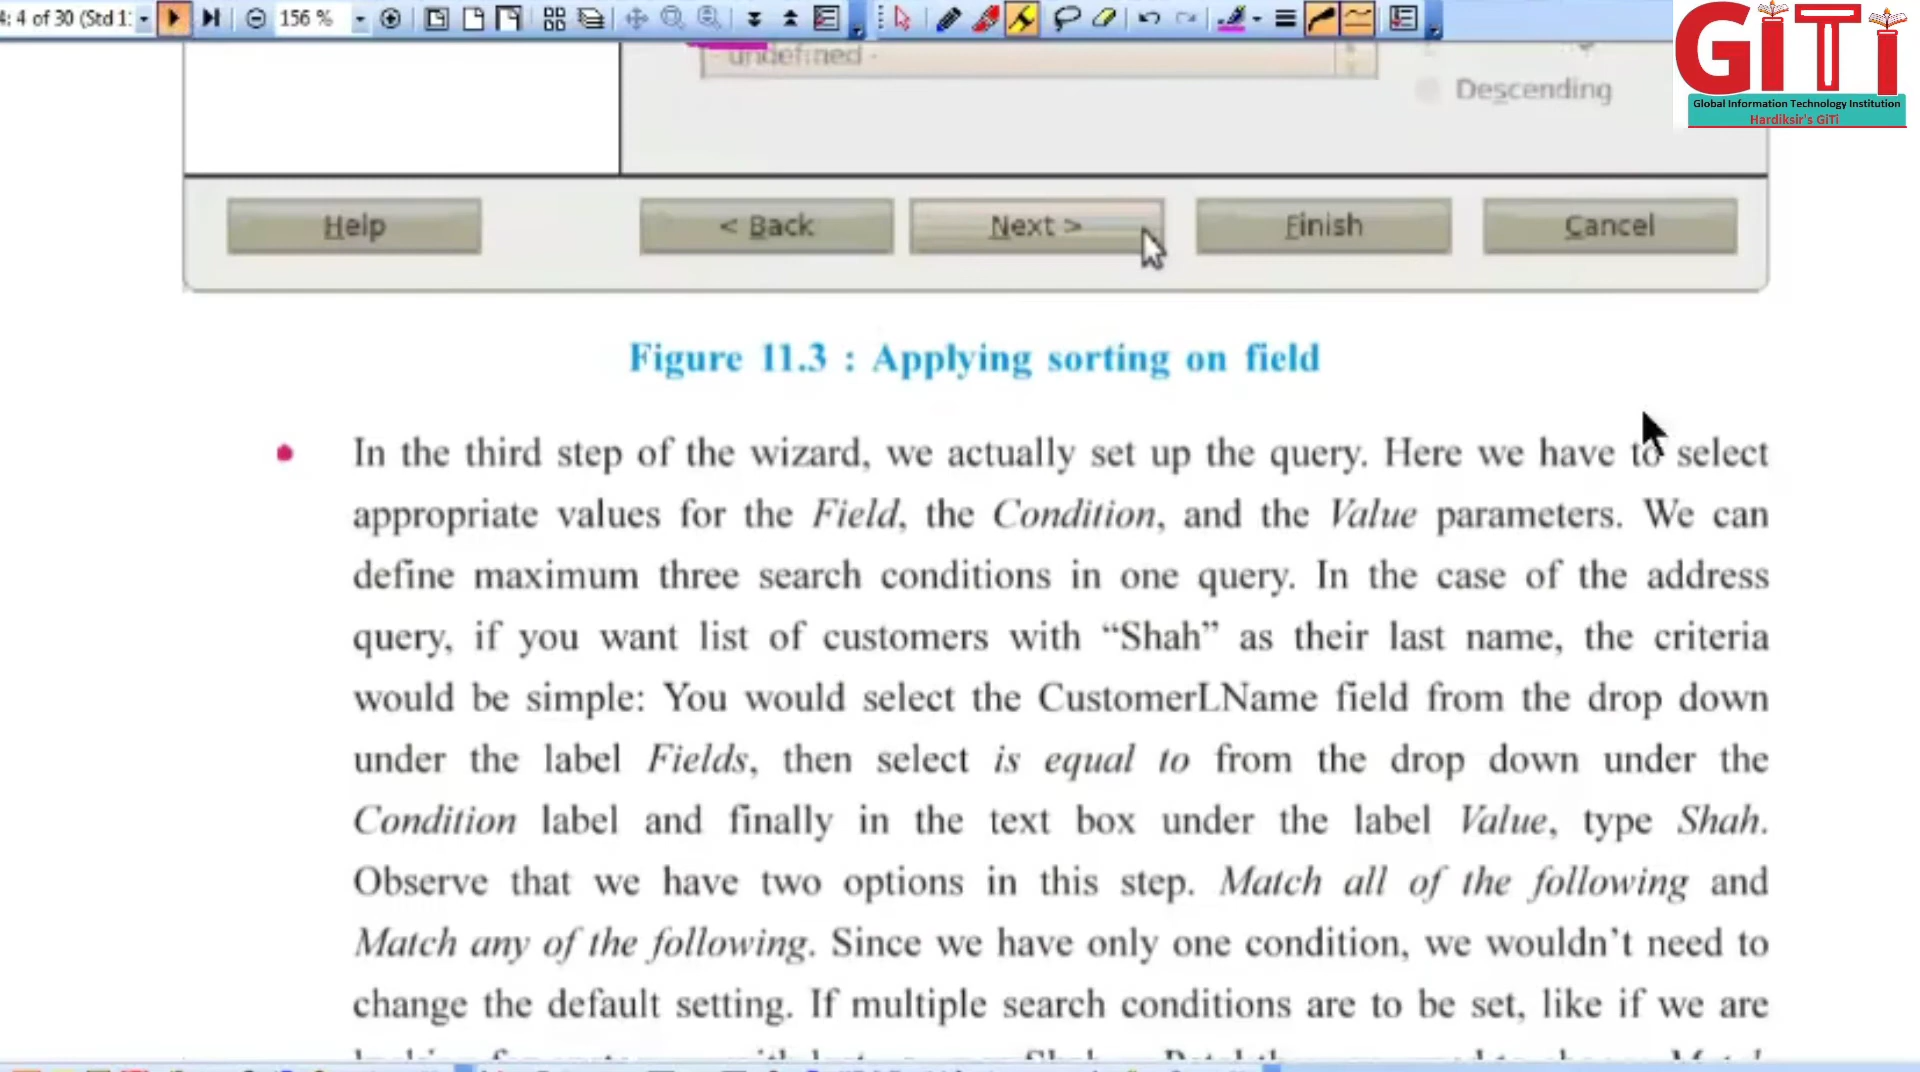 4: 4 of 30 (Std 1:
156 %
GiTi
Global Information Technology Institution
Hardiksir's GiTi
undefined -
Descending
Help
< Back
Next >
Finish
Cancel
Figure 11.3 : Applying sorting on field
In the third step of the wizard, we actually set up the query. Here we have to select
appropriate values for the Field, the Condition, and the Value parameters. We can
define maximum three search conditions in one query. In the case of the address
query, if you want list of customers with “Shah” as their last name, the criteria
would be simple: You would select the CustomerLName field from the drop down
under the label Fields, then select is equal to from the drop down under the
Condition label and finally in the text box under the label Value, type Shah.
Observe that we have two options in this step. Match all of the following and
Match any of the following. Since we have only one condition, we wouldn’t need to
change the default setting. If multiple search conditions are to be set, like if we are